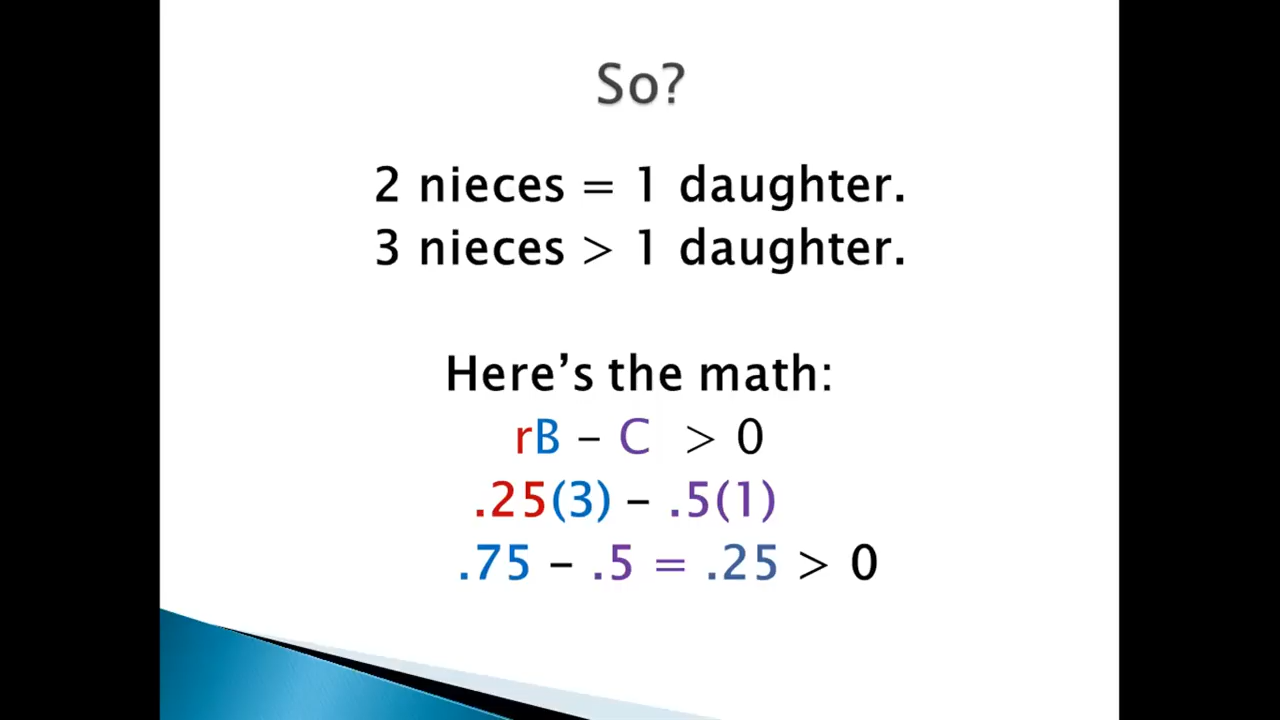 So?
2 nieces = 1 daughter.
3 nieces > 1 daughter.
Here’s the math:
rB – C > 0
.25(3) – .5(1)
.75 – .5 = .25 > 0